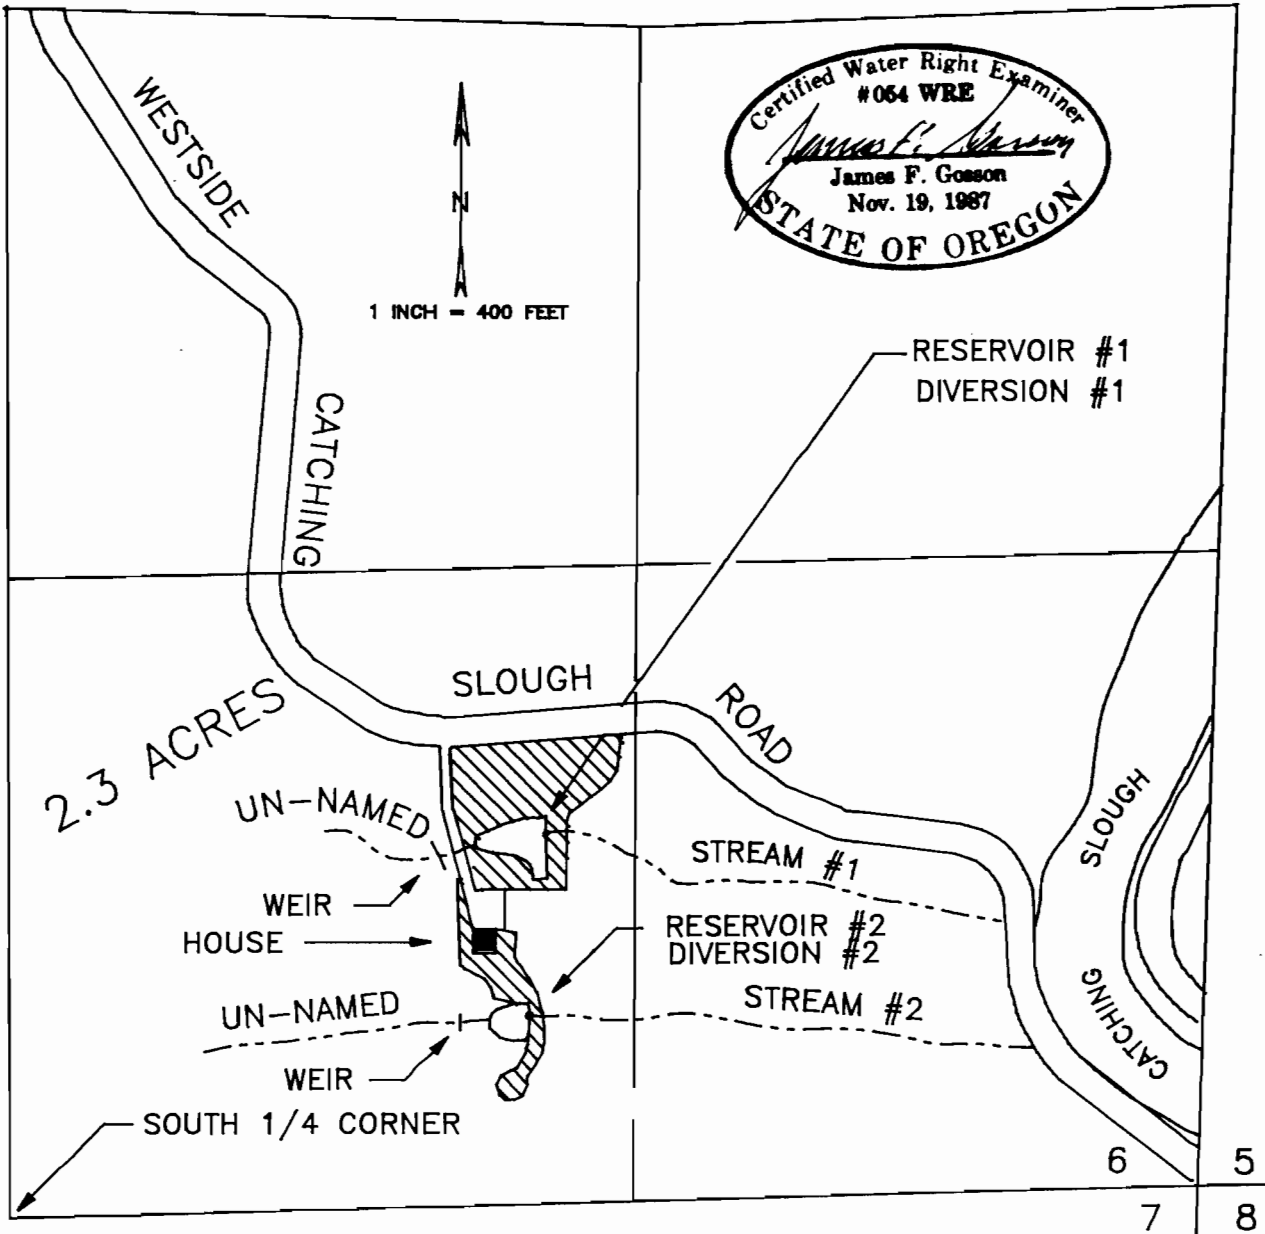 Certified Water Right Examiner
#054 WRE
James F. Gosson
James F. Gosson
Nov. 19, 1987
STATE OF OREGON
N
1 INCH = 400 FEET
WESTSIDE
CATCHING
SLOUGH
ROAD
RESERVOIR #1
DIVERSION #1
2.3 ACRES
UN-NAMED
STREAM #1
WEIR
HOUSE
RESERVOIR #2
DIVERSION #2
UN-NAMED
STREAM #2
WEIR
SOUTH 1/4 CORNER
SLOUGH
CATCHING
6
5
7
8